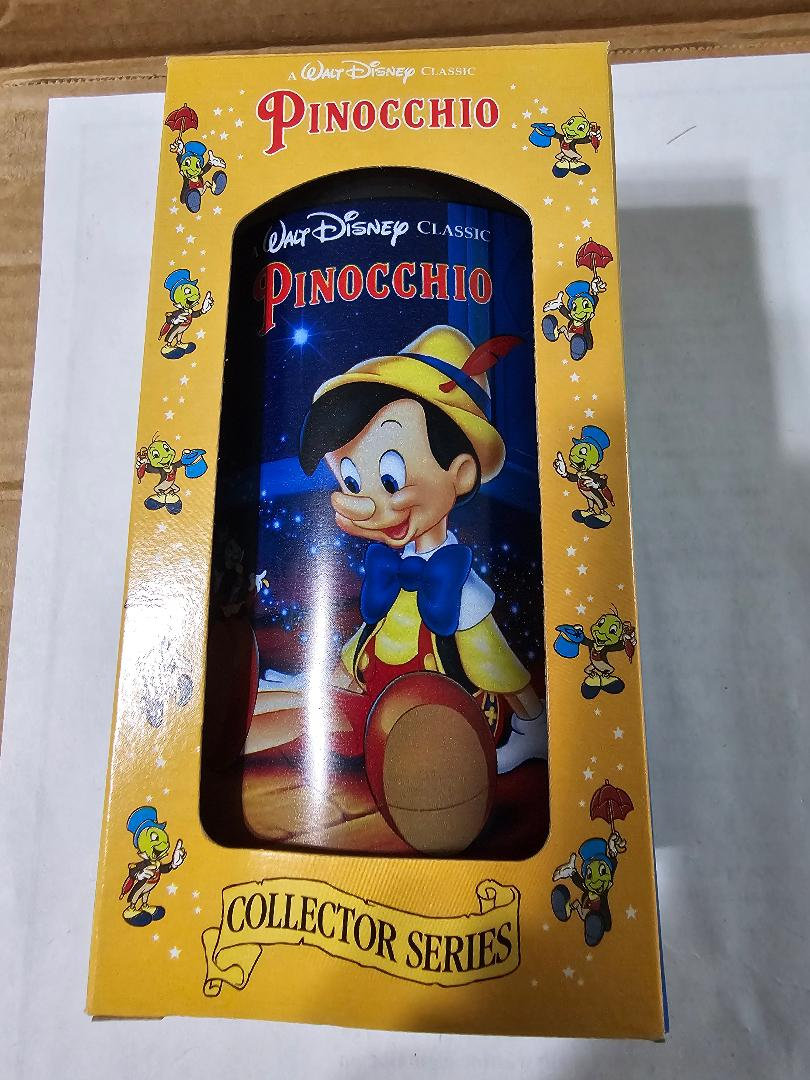 A WALT DISNEY CLASSIC
PINOCCHIO
A WALT DISNEY CLASSIC
PINOCCHIO
COLLECTOR SERIES